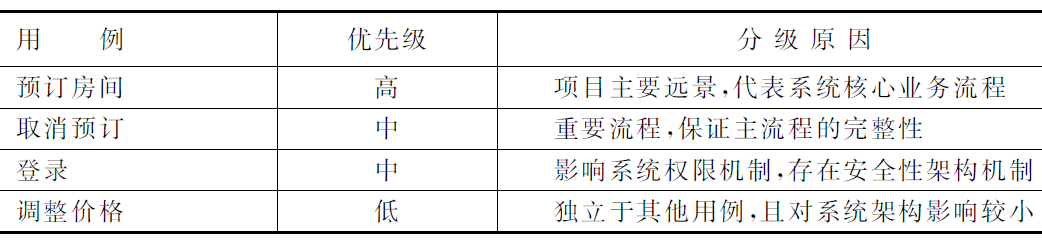 用 例 优先级 分级原因
预订房间 高 项目主要远景,代表系统核心业务流程
取消预订 中 重要流程,保证主流程的完整性
登录 中 影响系统权限机制,存在安全性架构机制
调整价格 低 独立于其他用例,且对系统架构影响较小